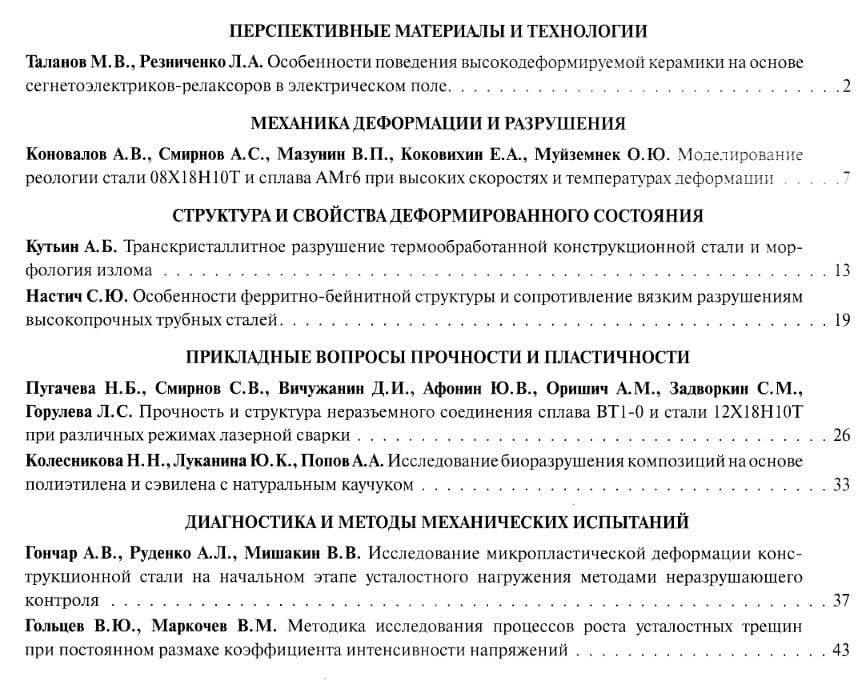 ПЕРСПЕКТИВНЫЕ МАТЕРИАЛЫ И ТЕХНОЛОГИИ
Таланов М.В., Резниченко Л.А. Особенности поведения высокодеформируемой керамики на основе
сегнетоэлектриков-релаксоров в электрическом поле. . . . . . . . . . . . . . . . . . . . . . . . . . . . . . 2
МЕХАНИКА ДЕФОРМАЦИИ И РАЗРУШЕНИЯ
Коновалов А.В., Смирнов А.С., Мазунин В.П., Коковихин Е.А., Муйземнек О.Ю. Моделирование
реологии стали 08Х18Н10Т и сплава АМг6 при высоких скоростях и температурах деформации . . . . . 7
СТРУКТУРА И СВОЙСТВА ДЕФОРМИРОВАННОГО СОСТОЯНИЯ
Кутьин А.Б. Транскристаллитное разрушение термообработанной конструкционной стали и мор-
фология излома . . . . . . . . . . . . . . . . . . . . . . . . . . . . . . . . . . . . . . . . . . . . . . . . . . . 13
Настич С.Ю. Особенности ферритно-бейнитной структуры и сопротивление вязким разрушениям
высокопрочных трубных сталей. . . . . . . . . . . . . . . . . . . . . . . . . . . . . . . . . . . . . . . . . . 19
ПРИКЛАДНЫЕ ВОПРОСЫ ПРОЧНОСТИ И ПЛАСТИЧНОСТИ
Пугачева Н.Б., Смирнов С.В., Вичужанин Д.И., Афонин Ю.В., Оришич А.М., Задворкин С.М.,
Горулева Л.С. Прочность и структура неразъемного соединения сплава ВТ1-0 и стали 12Х18Н10Т
при различных режимах лазерной сварки . . . . . . . . . . . . . . . . . . . . . . . . . . . . . . . . . . . . 26
Колесникова Н.Н., Луканина Ю.К., Попов А.А. Исследование биоразрушения композиций на основе
полиэтилена и сэвилена с натуральным каучуком . . . . . . . . . . . . . . . . . . . . . . . . . . . . . . . 33
ДИАГНОСТИКА И МЕТОДЫ МЕХАНИЧЕСКИХ ИСПЫТАНИЙ
Гончар А.В., Руденко А.Л., Мишакин В.В. Исследование микропластической деформации конс-
трукционной стали на начальном этапе усталостного нагружения методами неразрушающего
контроля . . . . . . . . . . . . . . . . . . . . . . . . . . . . . . . . . . . . . . . . . . . . . . . . . . . . . . . . 37
Гольцев В.Ю., Маркочев В.М. Методика исследования процессов роста усталостных трещин
при постоянном размахе коэффициента интенсивности напряжений . . . . . . . . . . . . . . . . . . . 43